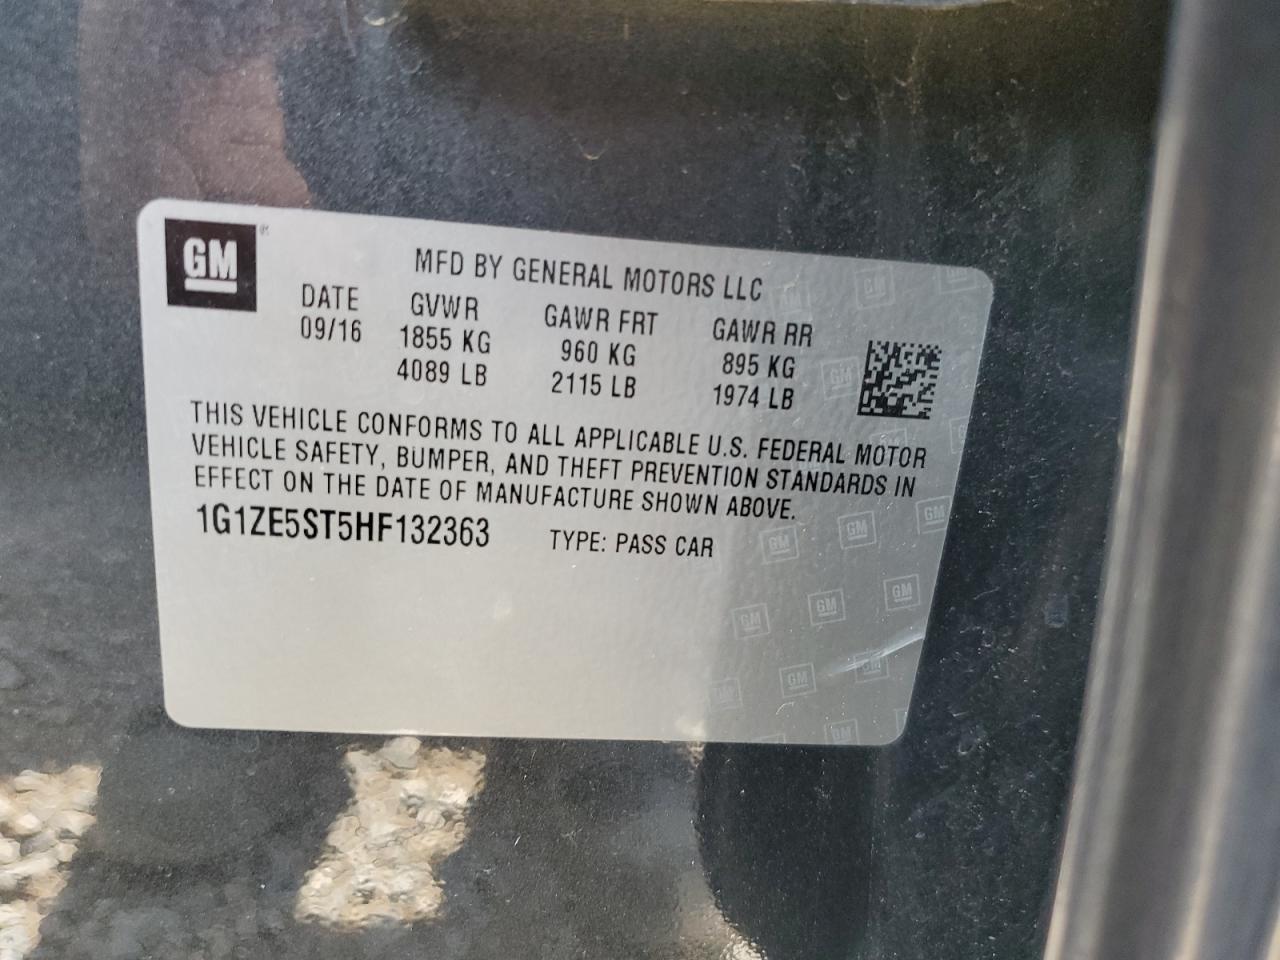 GM
MFD BY GENERAL MOTORS LLC
DATE GVWR GAWR FRT GAWR RR
09/16 1855 KG 960 KG 895 KG
4089 LB 2115 LB 1974 LB
THIS VEHICLE CONFORMS TO ALL APPLICABLE U.S. FEDERAL MOTOR
VEHICLE SAFETY, BUMPER, AND THEFT PREVENTION STANDARDS IN
EFFECT ON THE DATE OF MANUFACTURE SHOWN ABOVE.
1G1ZE5ST5HF132363 TYPE: PASS CAR